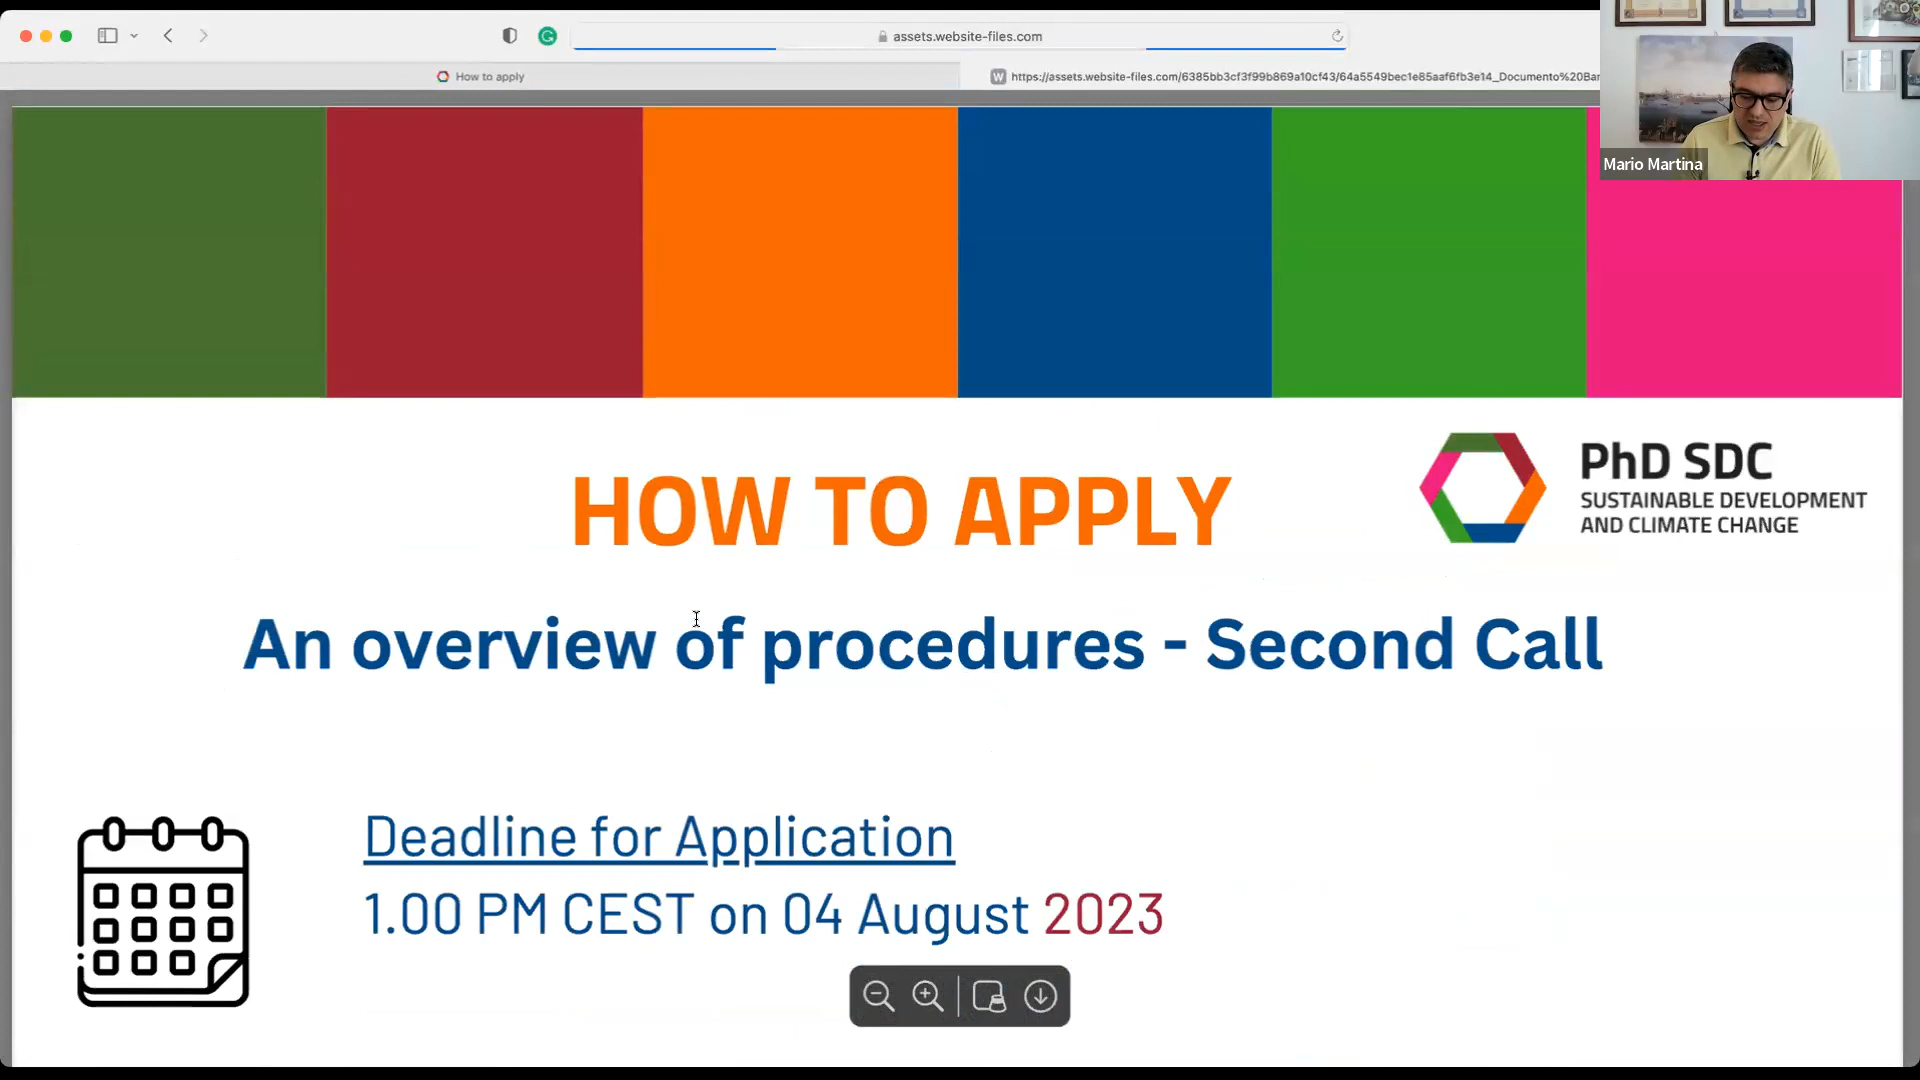 assets.website-files.com
How to apply
W
https://assets.website-files.com/6385bb3cf3f99b869a10cf43/64a5549bec1e85aaf6fb3e14_Documento%20Bar
Mario Martina
HOW TO APPLY
PhD SDC
SUSTAINABLE DEVELOPMENT
AND CLIMATE CHANGE
An overview of procedures - Second Call
Deadline for Application
1.00 PM CEST on 04 August 2023